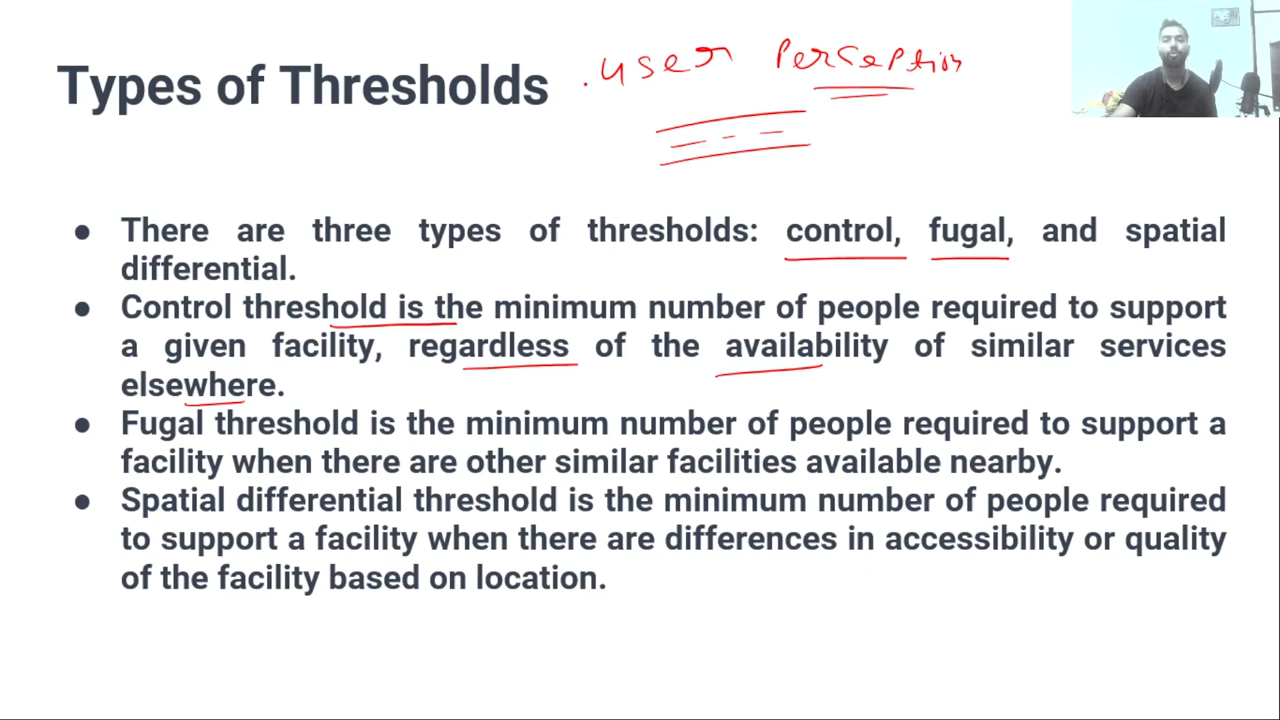 Types of Thresholds
.user Perception
● There are three types of thresholds: control, fugal, and spatial
differential.
● Control threshold is the minimum number of people required to support
a given facility, regardless of the availability of similar services
elsewhere.
● Fugal threshold is the minimum number of people required to support a
facility when there are other similar facilities available nearby.
● Spatial differential threshold is the minimum number of people required
to support a facility when there are differences in accessibility or quality
of the facility based on location.